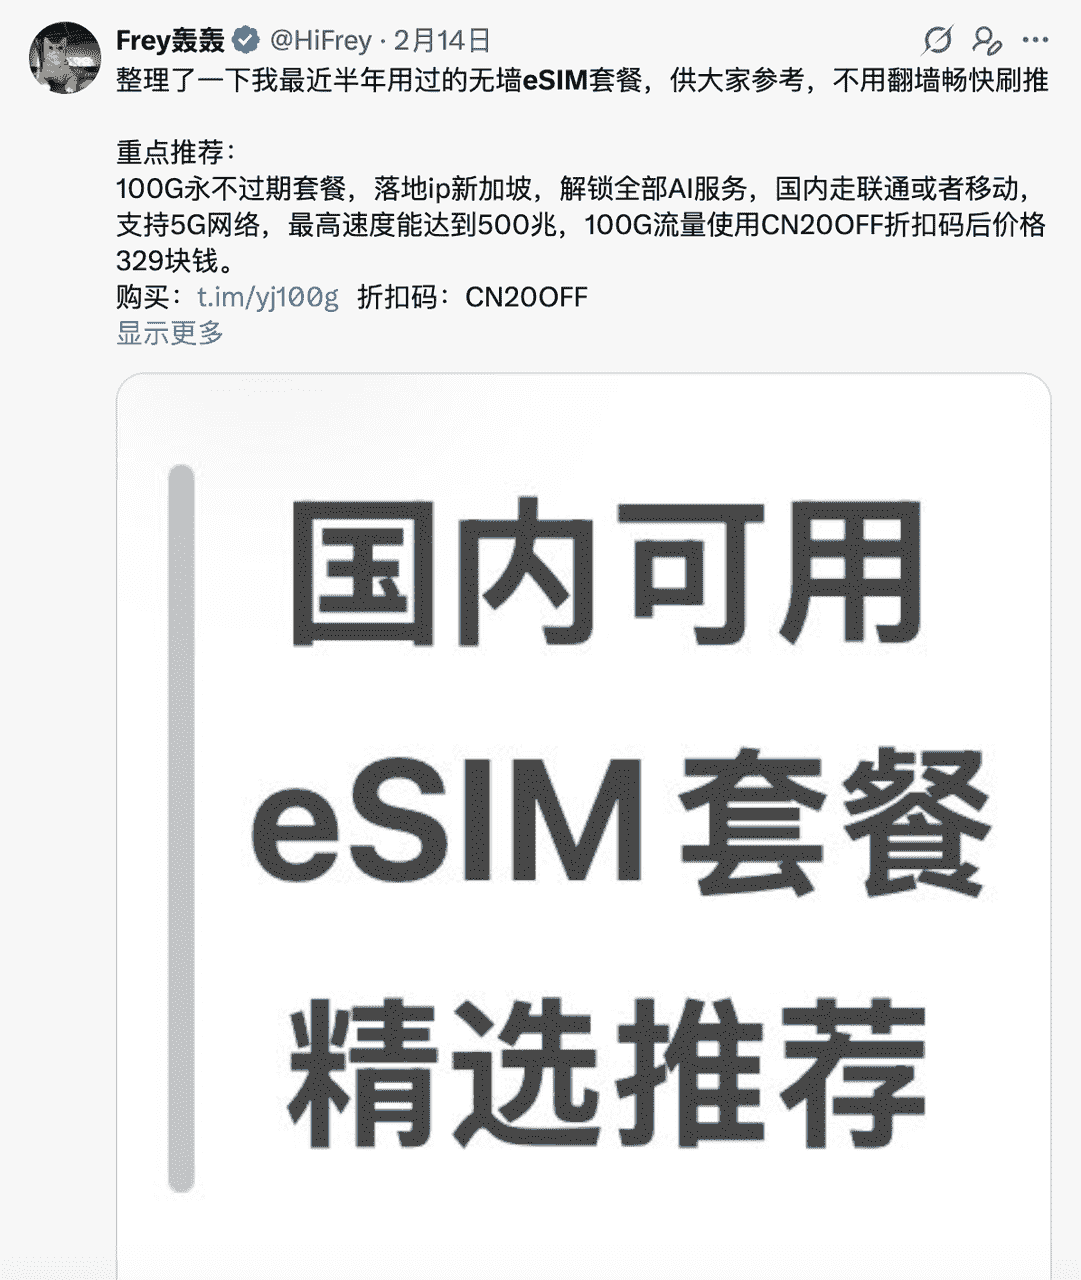 Frey轰轰 @HiFrey · 2月14日
整理了一下我最近半年用过的无墙eSIM套餐，供大家参考，不用翻墙畅快刷推
重点推荐：
100G永不过期套餐，落地ip新加坡，解锁全部AI服务，国内走联通或者移动，
支持5G网络，最高速度能达到500兆，100G流量使用CN20OFF折扣码后价格
329块钱。
购买：t.im/yj100g 折扣码：CN20OFF
显示更多
国内可用
eSIM 套餐
精选推荐